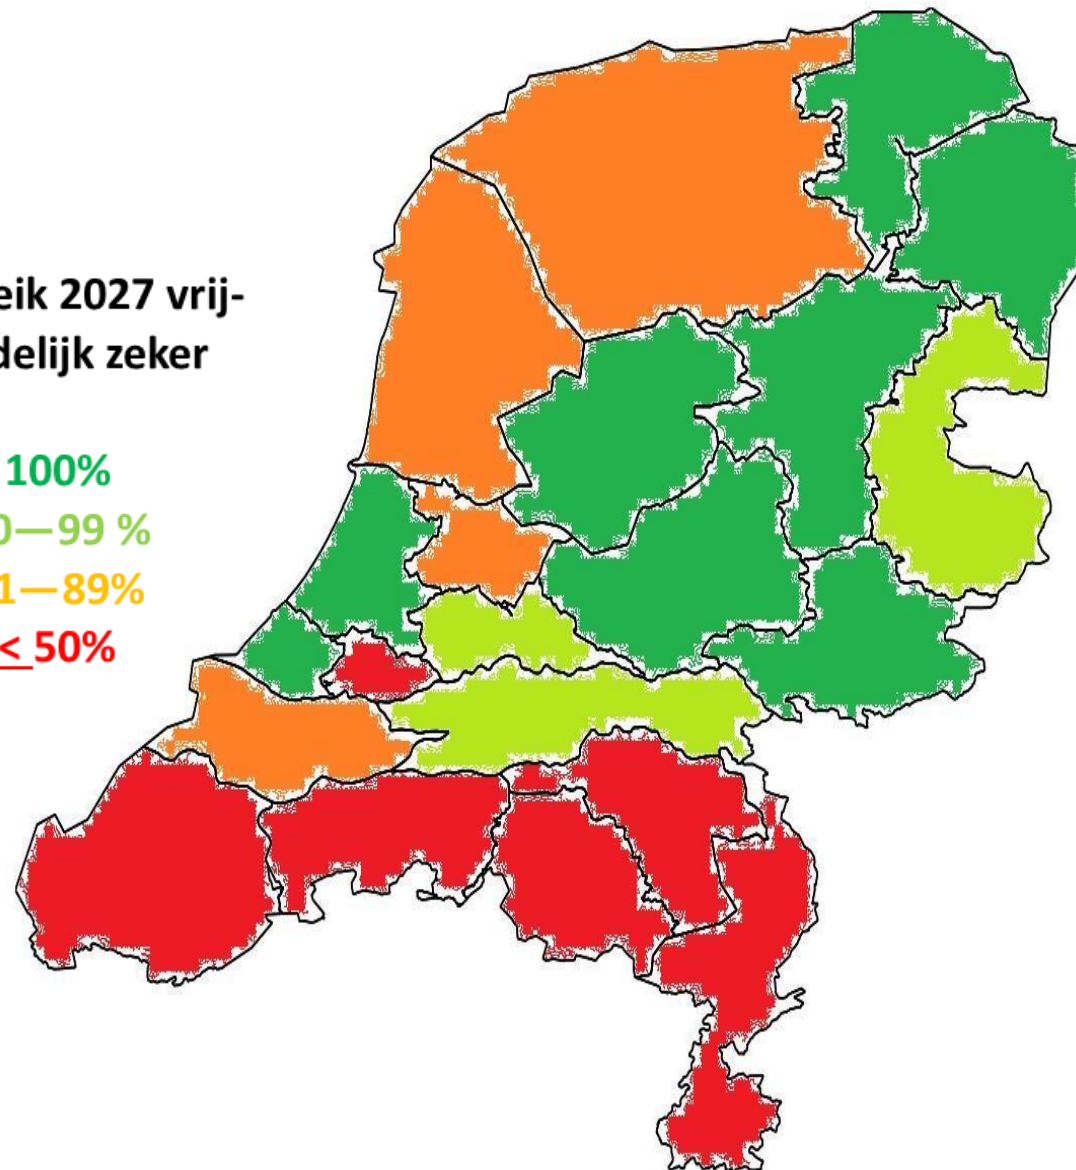 eik 2027 vrij-
delijk zeker
100%
0—99 %
1—89%
< 50%